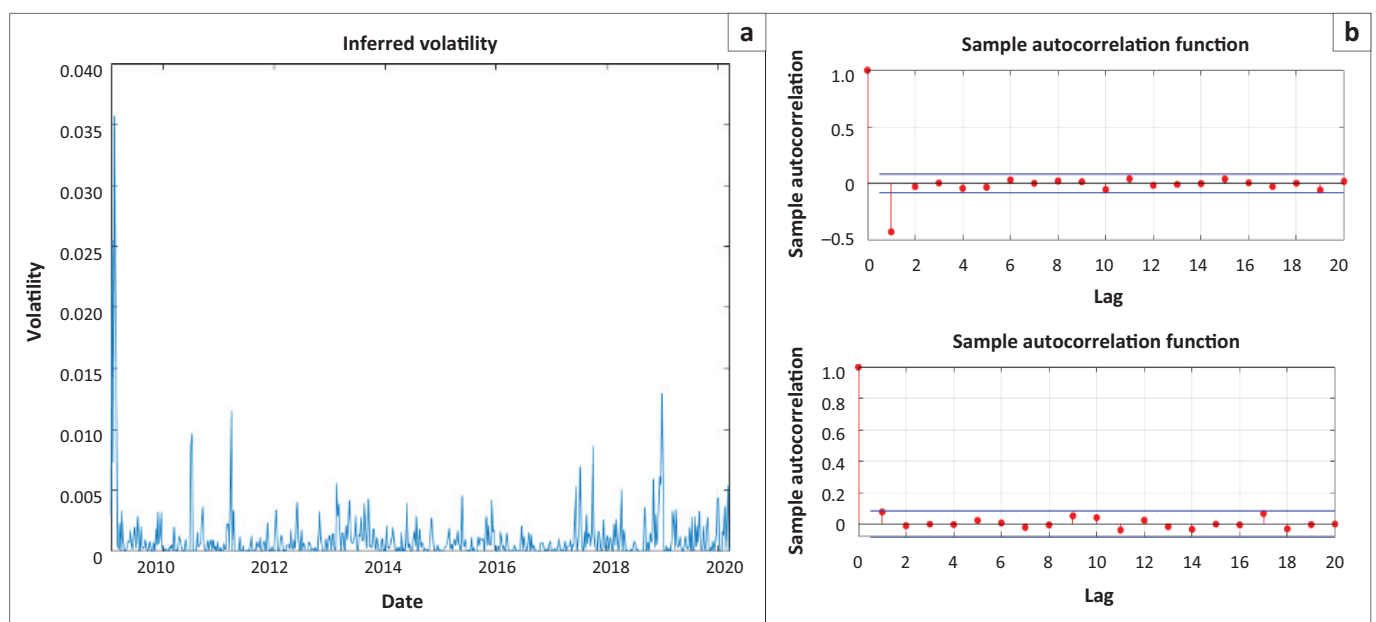 a
Inferred volatility
0.040
0.035
0.030
0.025
0.020
0.015
0.010
0.005
0
Volatility
2010 2012 2014 2016 2018 2020
Date
b
Sample autocorrelation function
Sample autocorrelation
1.0
0.5
0
–0.5
0 2 4 6 8 10 12 14 16 18 20
Lag
Sample autocorrelation function
Sample autocorrelation
1.0
0.8
0.6
0.4
0.2
0
0 2 4 6 8 10 12 14 16 18 20
Lag